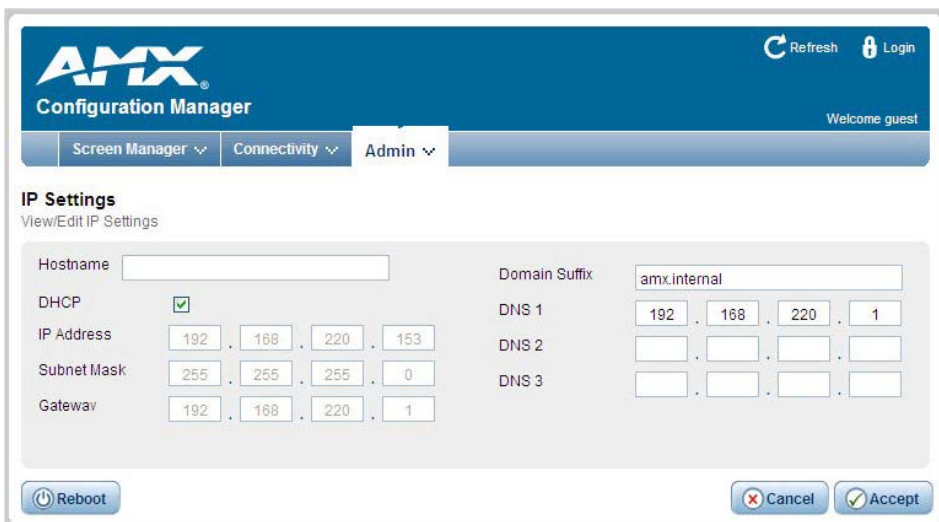 AMX®
Refresh Login
Configuration Manager
Welcome guest
Screen Manager Connectivity Admin
IP Settings
View/Edit IP Settings
Hostname
DHCP
IP Address 192 . 168 . 220 . 153
Subnet Mask 255 . 255 . 255 . 0
Gateway 192 . 168 . 220 . 1
Domain Suffix amx.internal
DNS 1 192 . 168 . 220 . 1
DNS 2 . . .
DNS 3 . . .
Reboot
Cancel Accept